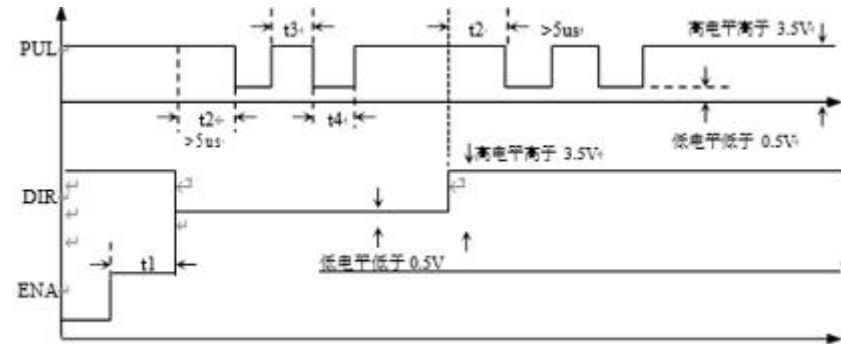 t3
t2
>5us
高电平高于 3.5V
PUL
t2
>5us
t4
低电平低于 0.5V
高电平高于 3.5V
DIR
t1
低电平低于 0.5V
ENA